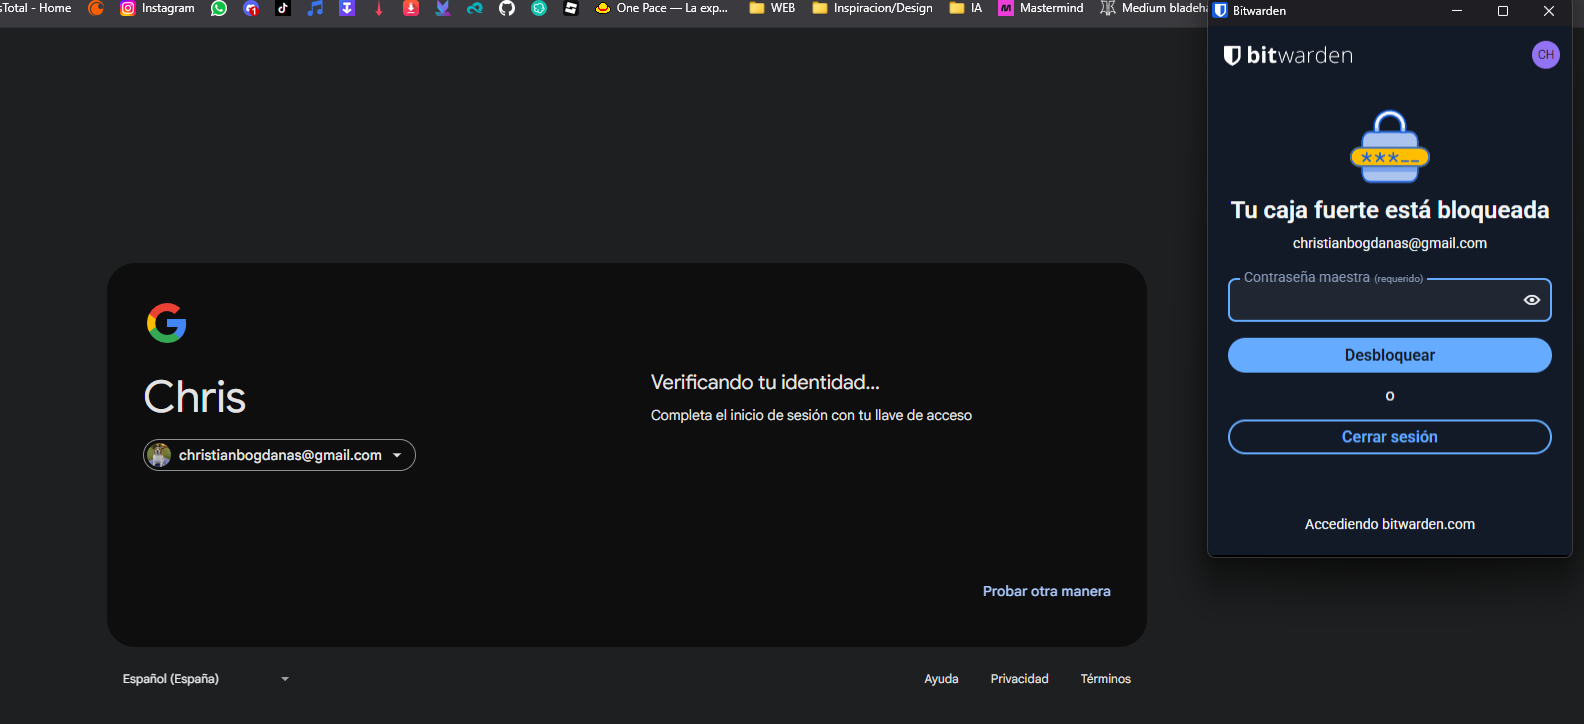 sTotal - Home Instagram One Pace — La exp... WEB Inspiracion/Design IA Mastermind Medium bladeha
Chris
christianbogdanas@gmail.com
Verificando tu identidad...
Completa el inicio de sesión con tu llave de acceso
Probar otra manera
Español (España)
Ayuda Privacidad Términos
Bitwarden
bitwarden
CH
***__
Tu caja fuerte está bloqueada
christianbogdanas@gmail.com
Contraseña maestra (requerido)
Desbloquear
o
Cerrar sesión
Accediendo bitwarden.com